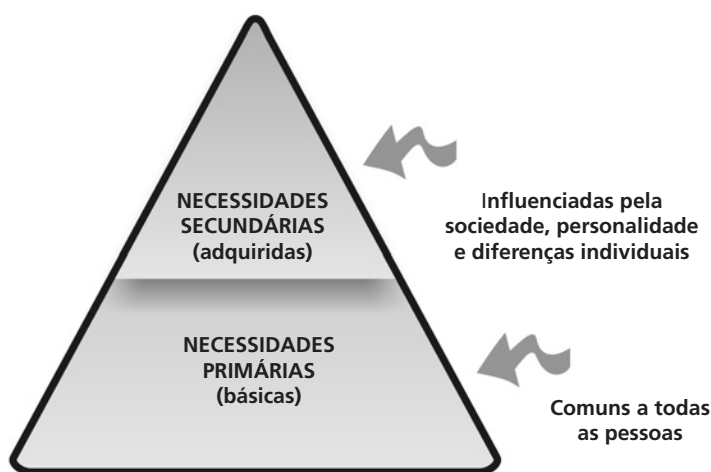 NECESSIDADES
SECUNDÁRIAS
(adquiridas)
Influenciadas pela
sociedade, personalidade
e diferenças individuais
NECESSIDADES
PRIMÁRIAS
(básicas)
Comuns a todas
as pessoas